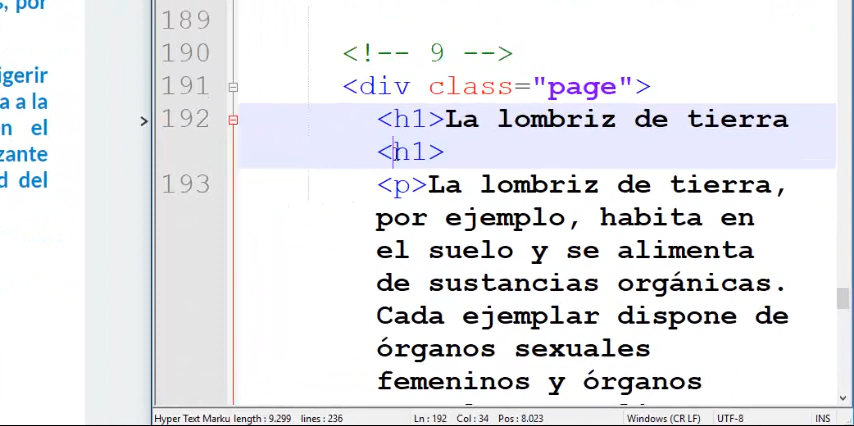 s, por
igerir
a a la
n el
zante
d del
189
190 <!-- 9 -->
191 <div class="page">
192 <h1>La lombriz de tierra
<h1>
193 <p>La lombriz de tierra,
por ejemplo, habita en
el suelo y se alimenta
de sustancias orgánicas.
Cada ejemplar dispone de
órganos sexuales
femeninos y órganos
Hyper Text Marku length : 9.299 lines : 236 Ln : 192 Col : 34 Pos : 8.023 Windows (CR LF) UTF-8 INS